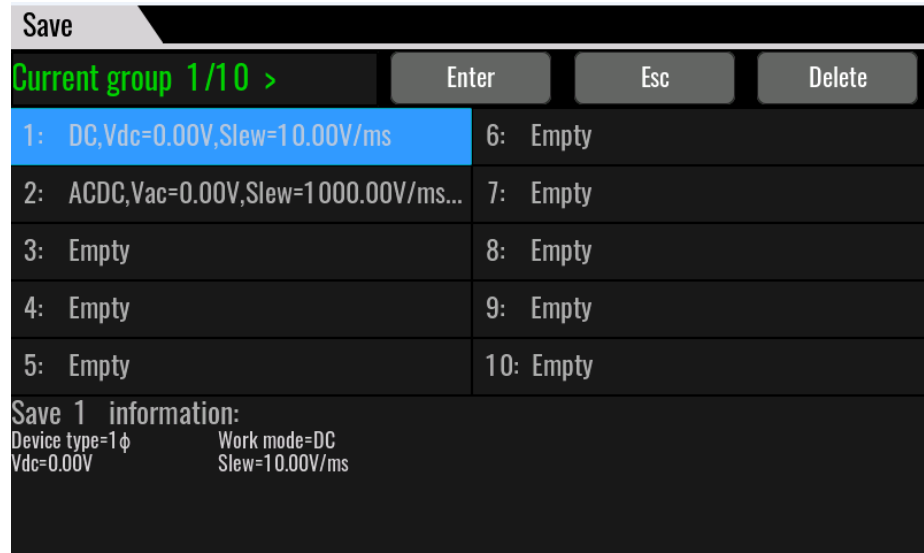 Save
Current group 1/10 > Enter Esc Delete
1: DC,Vdc=0.00V,Slew=10.00V/ms 6: Empty
2: ACDC,Vac=0.00V,Slew=1000.00V/ms... 7: Empty
3: Empty 8: Empty
4: Empty 9: Empty
5: Empty 10: Empty
Save 1 information:
Device type=1ϕ Work mode=DC
Vdc=0.00V Slew=10.00V/ms